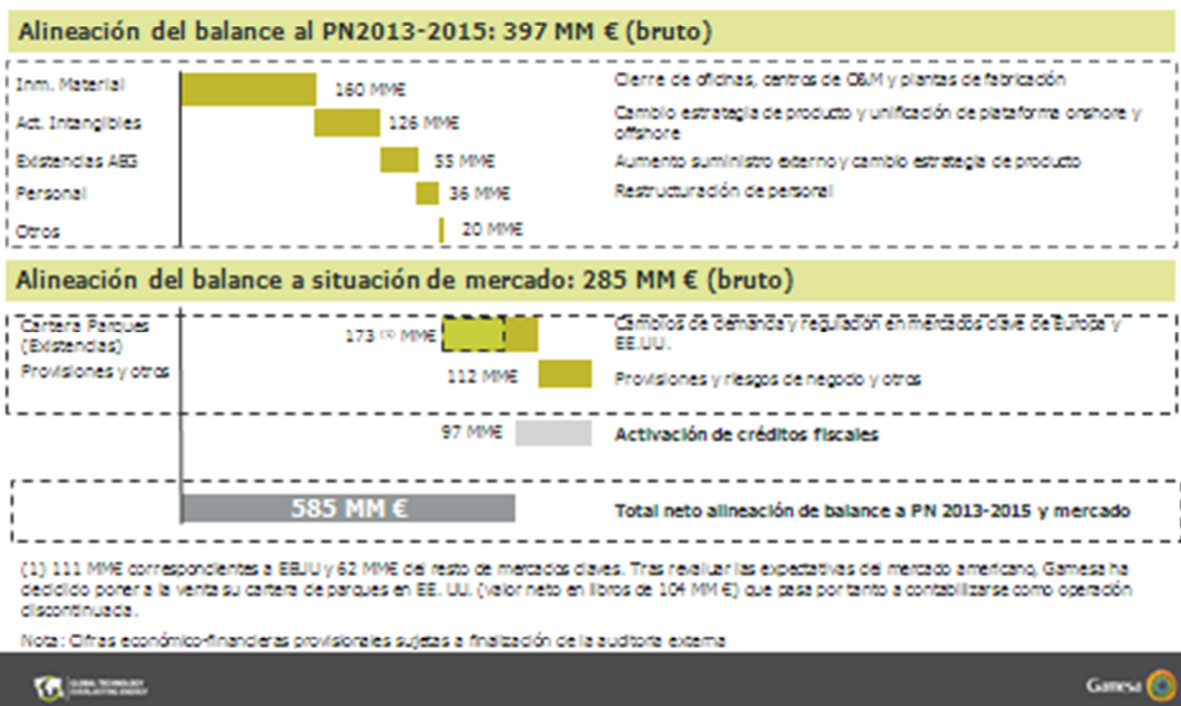 Alineación del balance al PN2013-2015: 397 MM € (bruto)
Inm. Material
160 MM€
Cierre de oficinas, centros de O&M y plantas de fabricación
Act. Intangibles
126 MM€
Cambio estrategia de producto y unificación de plataforma onshore y
offshore
Existencias AEG
55 MM€
Aumento suministro externo y cambio estrategia de producto
Personal
36 MM€
Restructuración de personal
Otros
20 MM€
Alineación del balance a situación de mercado: 285 MM € (bruto)
Cartera Parques
(Existencias)
173 (1) MM€
Cambios de demanda y regulación en mercados clave de Europa y
EE.UU.
Provisiones y otros
112 MM€
Provisiones y riesgos de negocio y otros
97 MM€
Activación de créditos fiscales
585 MM €
Total neto alineación de balance a PN 2013-2015 y mercado
(1) 111 MM€ correspondientes a EEUU y 62 MM€ del resto de mercados claves. Tras revaluar las expectativas del mercado americano, Gamesa ha
decidido poner a la venta su cartera de parques en EE. UU. (valor neto en libros de 104 MM €) que pasa por tanto a contabilizarse como operación
discontinuada.
Nota: Cifras económico-financieras provisionales sujetas a finalización de la auditoria externa
GLOBAL TECHNOLOGY
EVERLASTING ENERGY
Gamesa